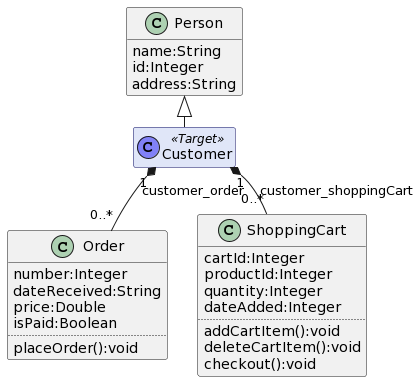 C Person
name:String
id:Integer
address:String
«Target»
C Customer
1 customer_order
1 customer_shoppingCart
0..*
0..*
C Order
number:Integer
dateReceived:String
price:Double
isPaid:Boolean
placeOrder():void
C ShoppingCart
cartId:Integer
productId:Integer
quantity:Integer
dateAdded:Integer
addCartItem():void
deleteCartItem():void
checkout():void